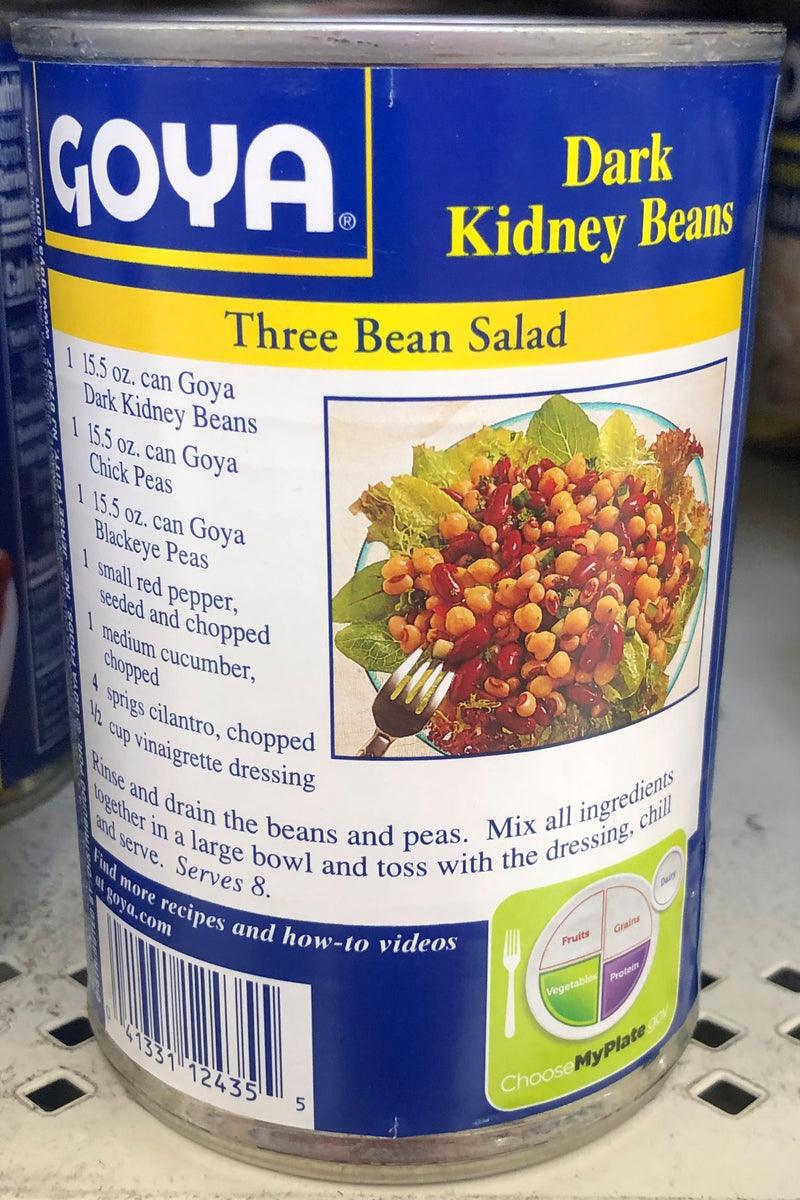 GOYA®
Dark
Kidney Beans
Three Bean Salad
1 15.5 oz. can Goya
Dark Kidney Beans
1 15.5 oz. can Goya
Chick Peas
1 15.5 oz. can Goya
Blackeye Peas
1 small red pepper,
seeded and chopped
1 medium cucumber,
chopped
4 sprigs cilantro, chopped
1/2 cup vinaigrette dressing
Rinse and drain the beans and peas. Mix all ingredients
together in a large bowl and toss with the dressing, chill
and serve. Serves 8.
Find more recipes and how-to videos
at goya.com
Dairy
Fruits
Grains
Vegetables
Protein
ChooseMyPlate.gov
0 41331 12435 5